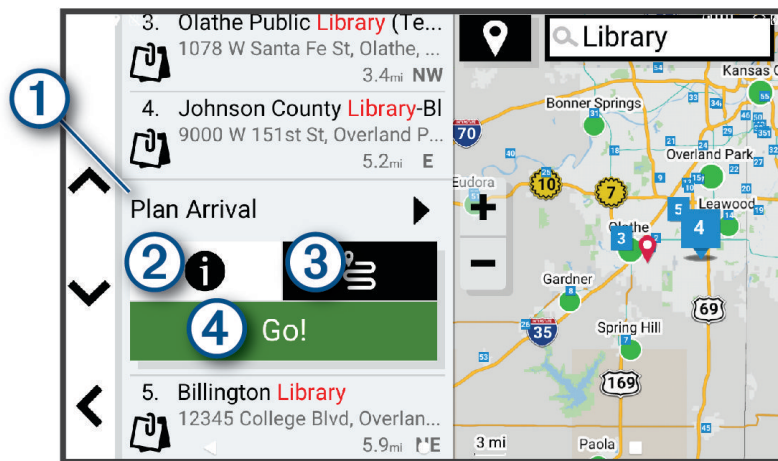 3. Olathe Public Library (Te...
1078 W Santa Fe St, Olathe, ...
3.4mi NW
4. Johnson County Library-Bl
9000 W 151st St, Overland P...
5.2mi E
1
Plan Arrival
2
3
4
Go!
5. Billington Library
12345 College Blvd, Overlan...
5.9mi NE
Library
Kansas C
Bonner Springs
70
Overland Park
Eudora
10
7
Leawood
5
4
Olathe
3
+
-
Gardner
69
35
Spring Hill
169
3 mi
Paola